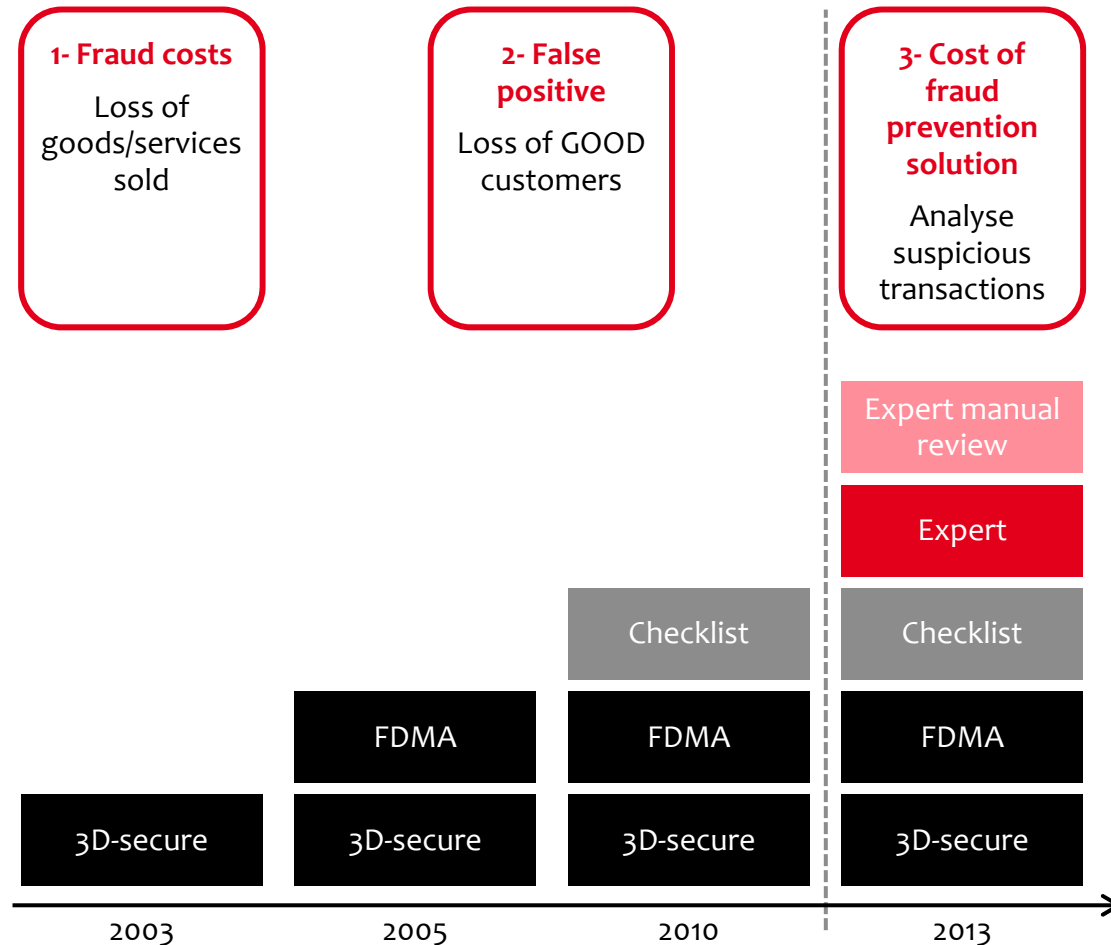 1- Fraud costs
Loss of
goods/services
sold
2- False
positive
Loss of GOOD
customers
3- Cost of
fraud
prevention
solution
Analyse
suspicious
transactions
Expert manual
review
Expert
Checklist
Checklist
FDMA
FDMA
FDMA
3D-secure
3D-secure
3D-secure
3D-secure
2003
2005
2010
2013